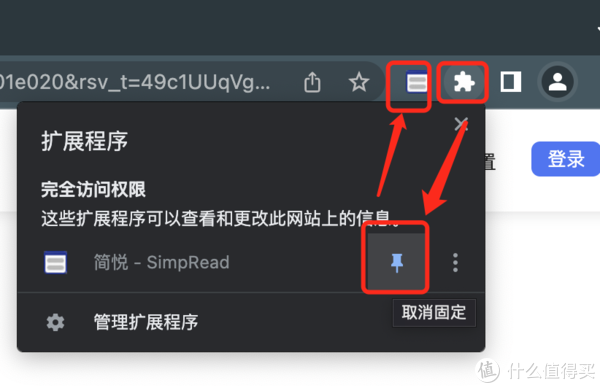 01e020&rsv_t=49c1UUqVg...
扩展程序
置
登录
完全访问权限
这些扩展程序可以查看和更改此网站上的信息。
简悦 - SimpRead
取消固定
管理扩展程序
值 什么值得买